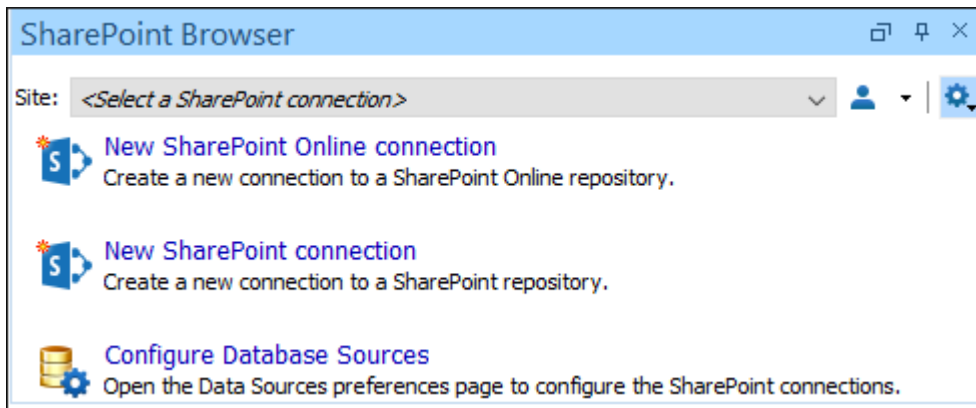 SharePoint Browser
Site: <Select a SharePoint connection>
New SharePoint Online connection
Create a new connection to a SharePoint Online repository.
New SharePoint connection
Create a new connection to a SharePoint repository.
Configure Database Sources
Open the Data Sources preferences page to configure the SharePoint connections.